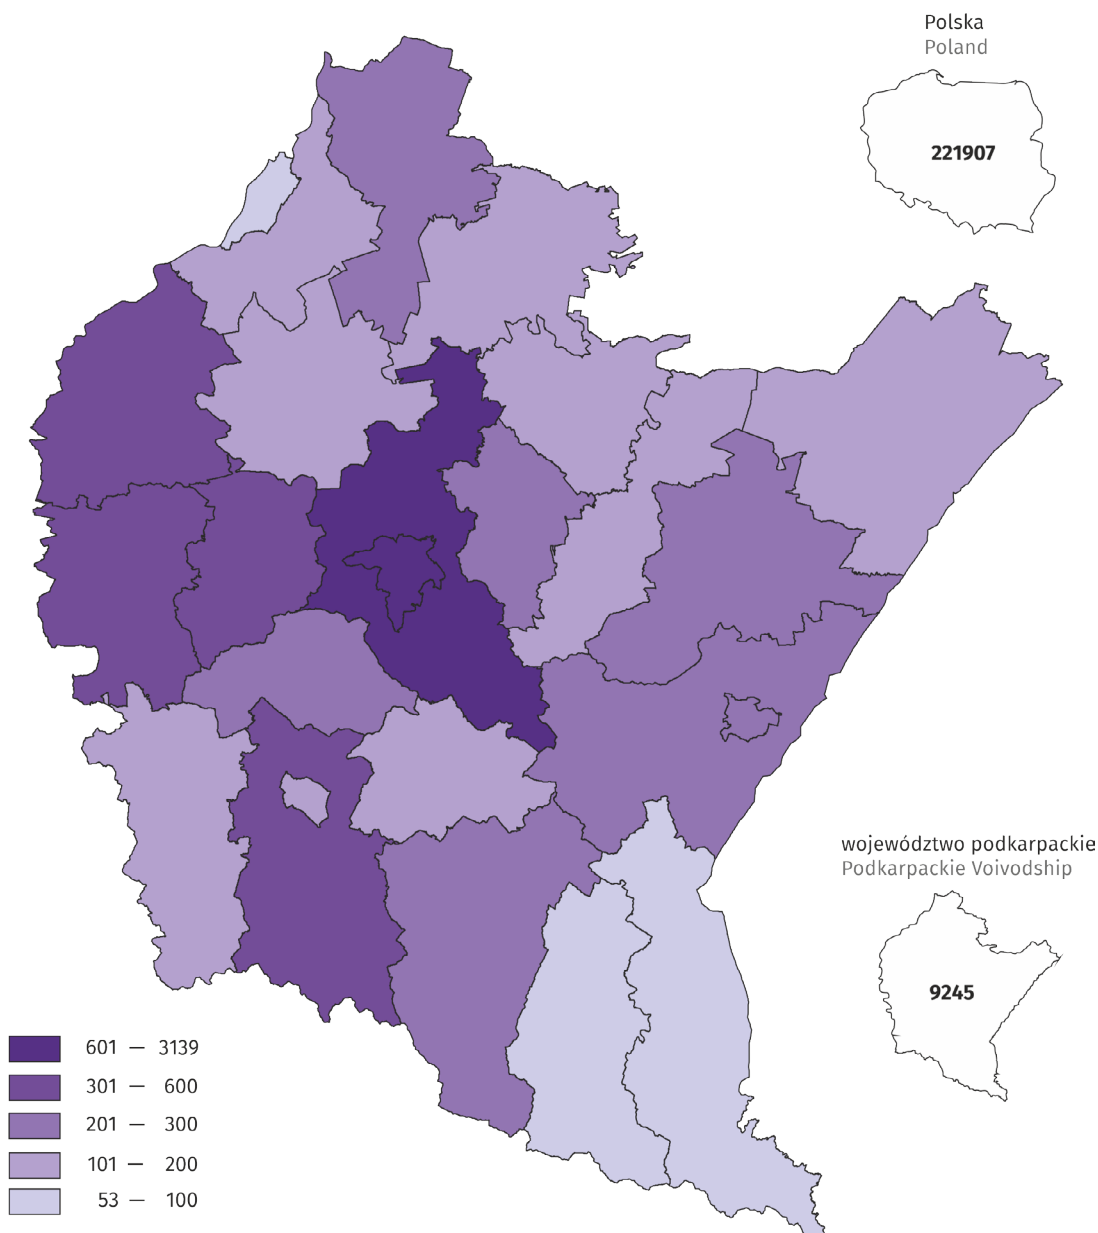 Polska
Poland
221907
województwo podkarpackie
Podkarpackie Voivodship
9245
601 — 3139
301 — 600
201 — 300
101 — 200
53 — 100